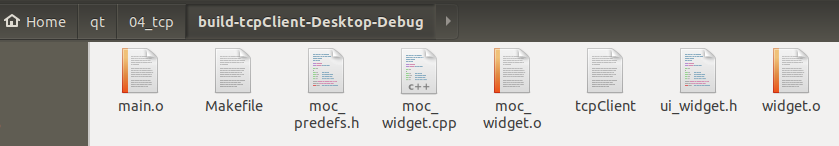 Home qt 04_tcp build-tcpClient-Desktop-Debug
c++
main.o Makefile moc_ moc_ moc_ tcpClient ui_widget.h widget.o
predefs.h widget.cpp widget.o